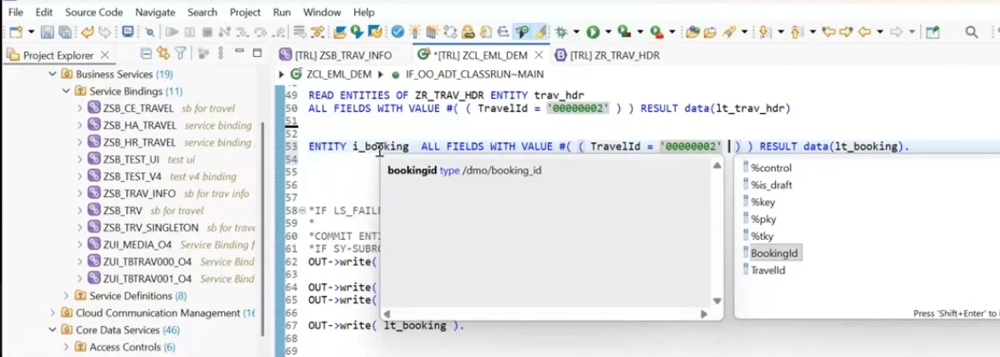 File Edit Source Code Navigate Search Project Run Window Help
Project Explorer
[TRL] ZSB_TRAV_INFO *[TRL] ZCL_EML_DEM [TRL] ZR_TRAV_HDR
ZCL_EML_DEM IF_OO_ADT_CLASSRUN~MAIN
Business Services (19)
Service Bindings (11)
ZSB_CE_TRAVEL sb for travel
ZSB_HA_TRAVEL service binding
ZSB_HR_TRAVEL service binding
ZSB_TEST_UI test ui
ZSB_TEST_V4 test v4 binding
ZSB_TRAV_INFO sb for trav info
ZSB_TRV sb for travel
ZSB_TRV_SINGLETON sb for trave
ZUI_MEDIA_O4 Service Binding f
ZUI_TBTRAV000_O4 Service Bind
ZUI_TBTRAV001_O4 Service Bind
Service Definitions (8)
Cloud Communication Management (16
Core Data Services (46)
Access Controls (6)
49 READ ENTITIES OF ZR_TRAV_HDR ENTITY trav_hdr
50 ALL FIELDS WITH VALUE #( ( TravelId = '00000002' ) ) RESULT data(lt_trav_hdr)
51
52
53 ENTITY i_booking ALL FIELDS WITH VALUE #( ( TravelId = '00000002' ) ) RESULT data(lt_booking).
54
55
56
57
58 *IF LS_FAILE
59 *
60 *COMMIT ENTI
61 *IF SY-SUBR
62 OUT->write(
63
64 OUT->write(
65 OUT->write(
66
67 OUT->write( lt_booking ).
68
69
bookingid type /dmo/booking_id
%control
%is_draft
%key
%pky
%tky
BookingId
TravelId
Press 'Shift+Enter' to